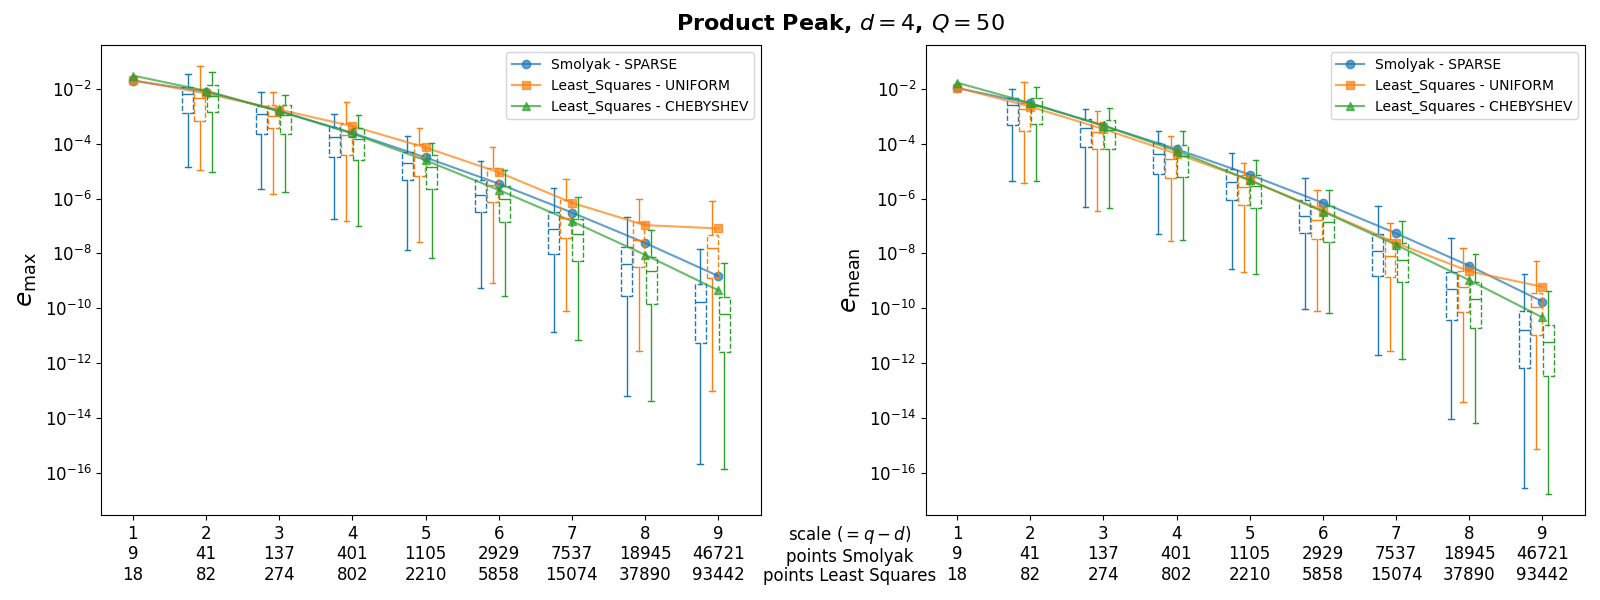 Product Peak, d = 4, Q = 50
Smolyak - SPARSE
Least_Squares - UNIFORM
Least_Squares - CHEBYSHEV
10⁻²
10⁻⁴
10⁻⁶
10⁻⁸
10⁻¹⁰
10⁻¹²
10⁻¹⁴
10⁻¹⁶
e_max
Smolyak - SPARSE
Least_Squares - UNIFORM
Least_Squares - CHEBYSHEV
10⁻²
10⁻⁴
10⁻⁶
10⁻⁸
10⁻¹⁰
10⁻¹²
10⁻¹⁴
10⁻¹⁶
e_mean
1 2 3 4 5 6 7 8 9 scale (= q − d) 1 2 3 4 5 6 7 8 9
9 41 137 401 1105 2929 7537 18945 46721 points Smolyak 9 41 137 401 1105 2929 7537 18945 46721
18 82 274 802 2210 5858 15074 37890 93442 points Least Squares 18 82 274 802 2210 5858 15074 37890 93442